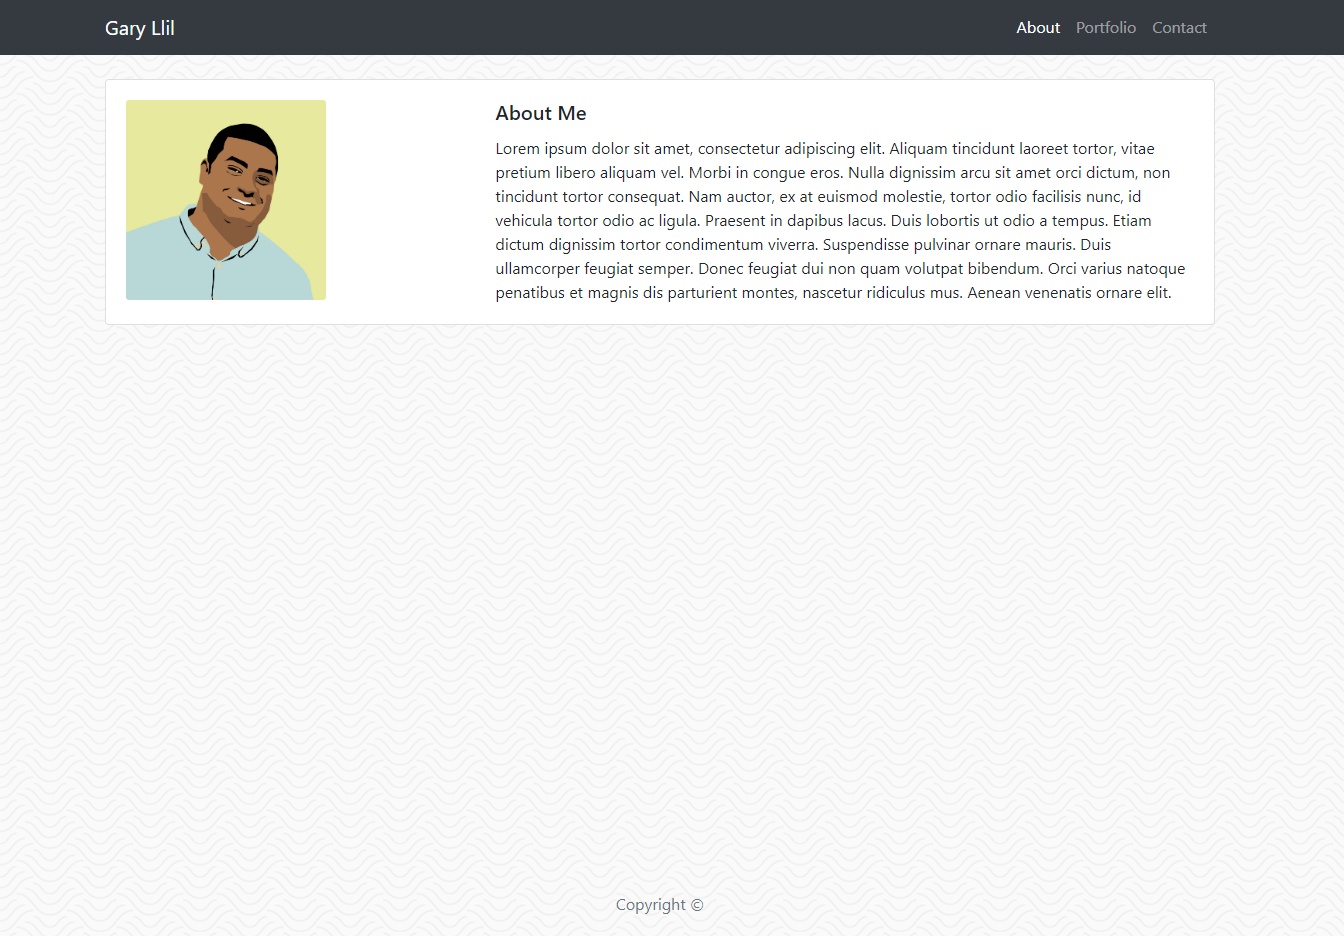 Gary Llil
About Portfolio Contact
About Me
Lorem ipsum dolor sit amet, consectetur adipiscing elit. Aliquam tincidunt laoreet tortor, vitae
pretium libero aliquam vel. Morbi in congue eros. Nulla dignissim arcu sit amet orci dictum, non
tincidunt tortor consequat. Nam auctor, ex at euismod molestie, tortor odio facilisis nunc, id
vehicula tortor odio ac ligula. Praesent in dapibus lacus. Duis lobortis ut odio a tempus. Etiam
dictum dignissim tortor condimentum viverra. Suspendisse pulvinar ornare mauris. Duis
ullamcorper feugiat semper. Donec feugiat dui non quam volutpat bibendum. Orci varius natoque
penatibus et magnis dis parturient montes, nascetur ridiculus mus. Aenean venenatis ornare elit.
Copyright ©